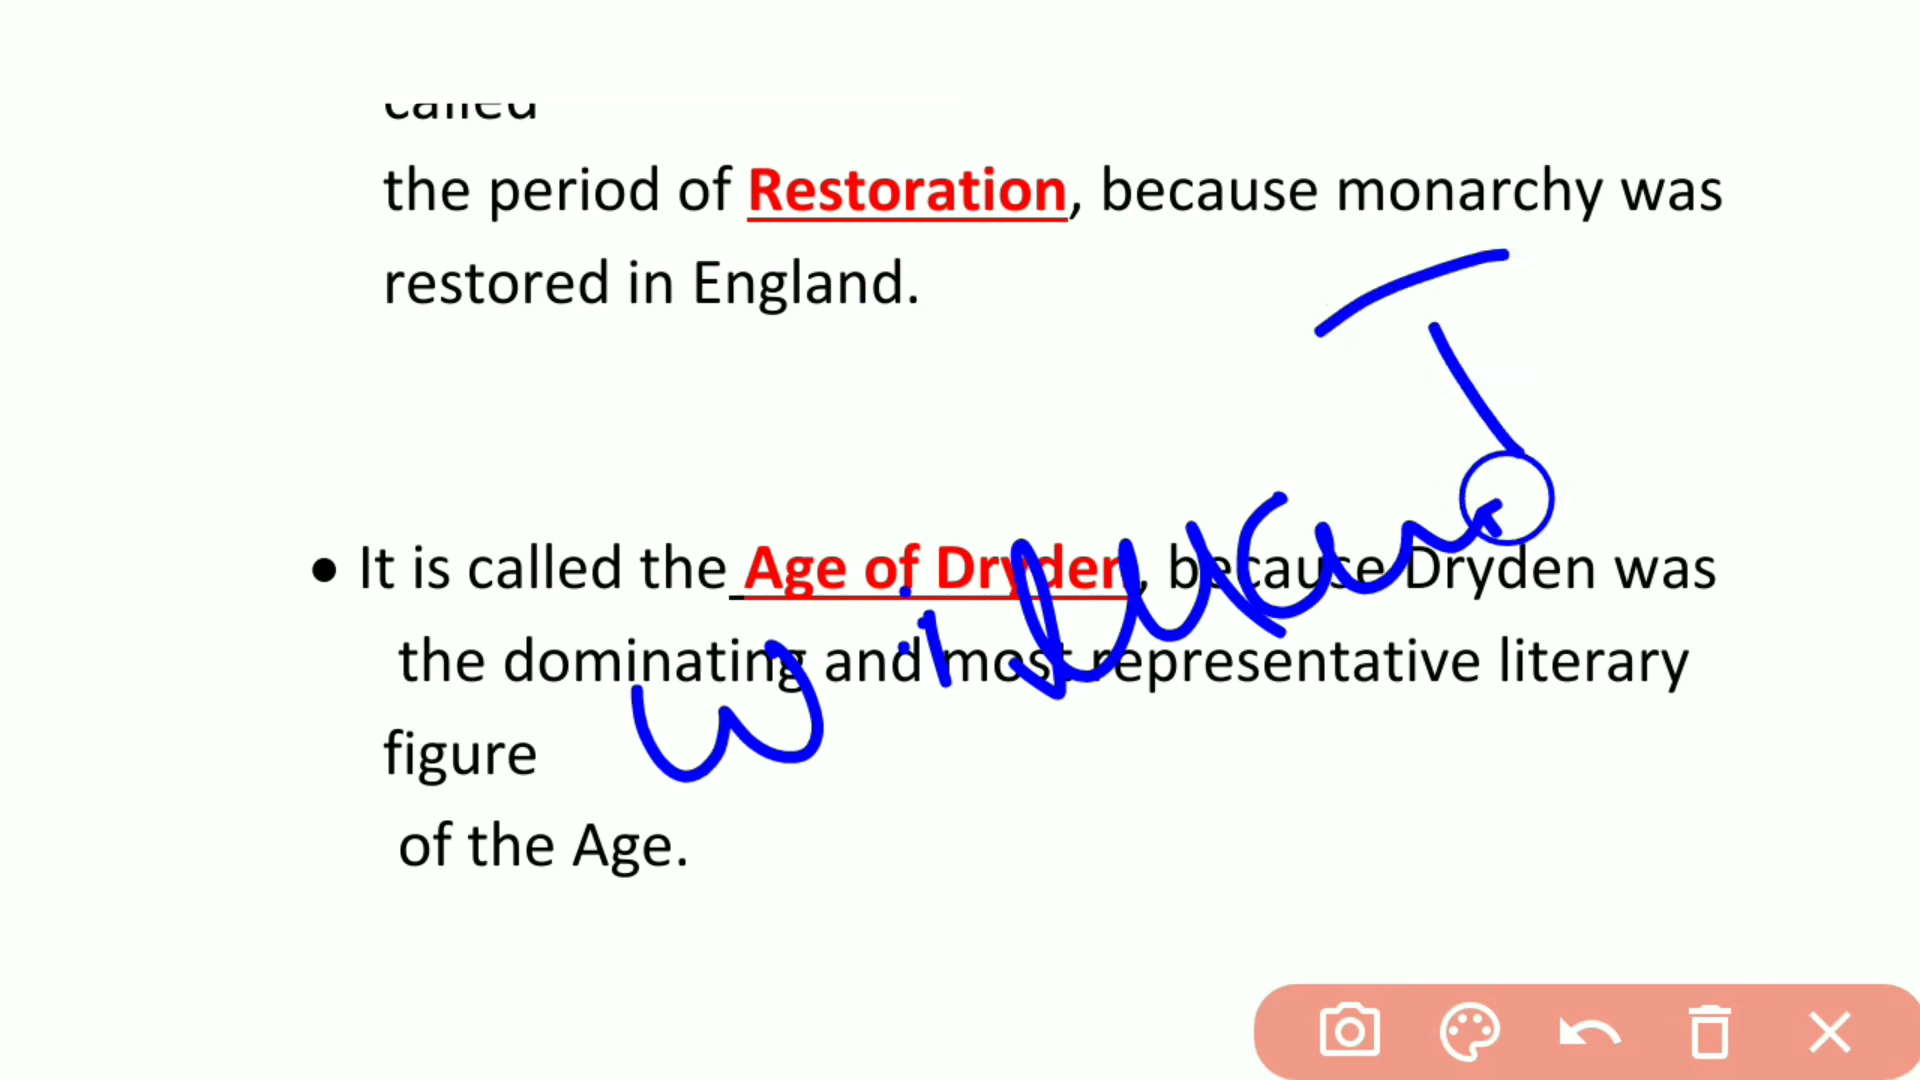 called
the period of Restoration, because monarchy was
restored in England.
• It is called the Age of Dryden, because Dryden was
the dominating and most representative literary
figure
of the Age.